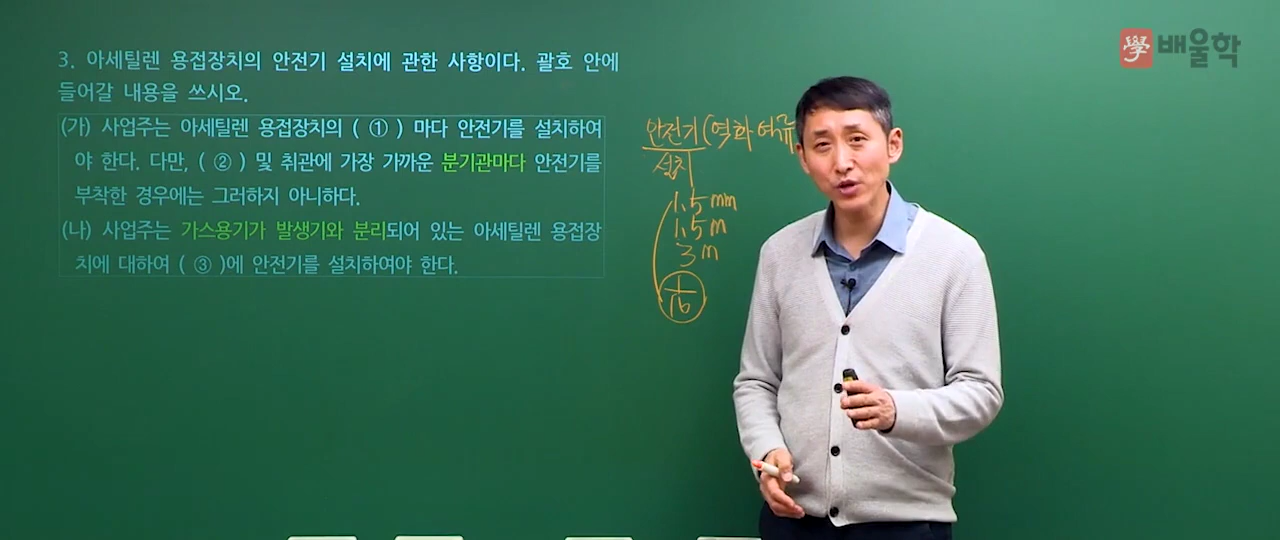 3. 아세틸렌 용접장치의 안전기 설치에 관한 사항이다. 괄호 안에
들어갈 내용을 쓰시오.
(가) 사업주는 아세틸렌 용접장치의 ( ① ) 마다 안전기를 설치하여
야 한다. 다만, ( ② ) 및 취관에 가장 가까운 분기관마다 안전기를
부착한 경우에는 그러하지 아니하다.
(나) 사업주는 가스용기가 발생기와 분리되어 있는 아세틸렌 용접장
치에 대하여 ( ③ )에 안전기를 설치하여야 한다.
안전기(역화
설치
1.5mm
1.5m
3m
1
16
學 배울학